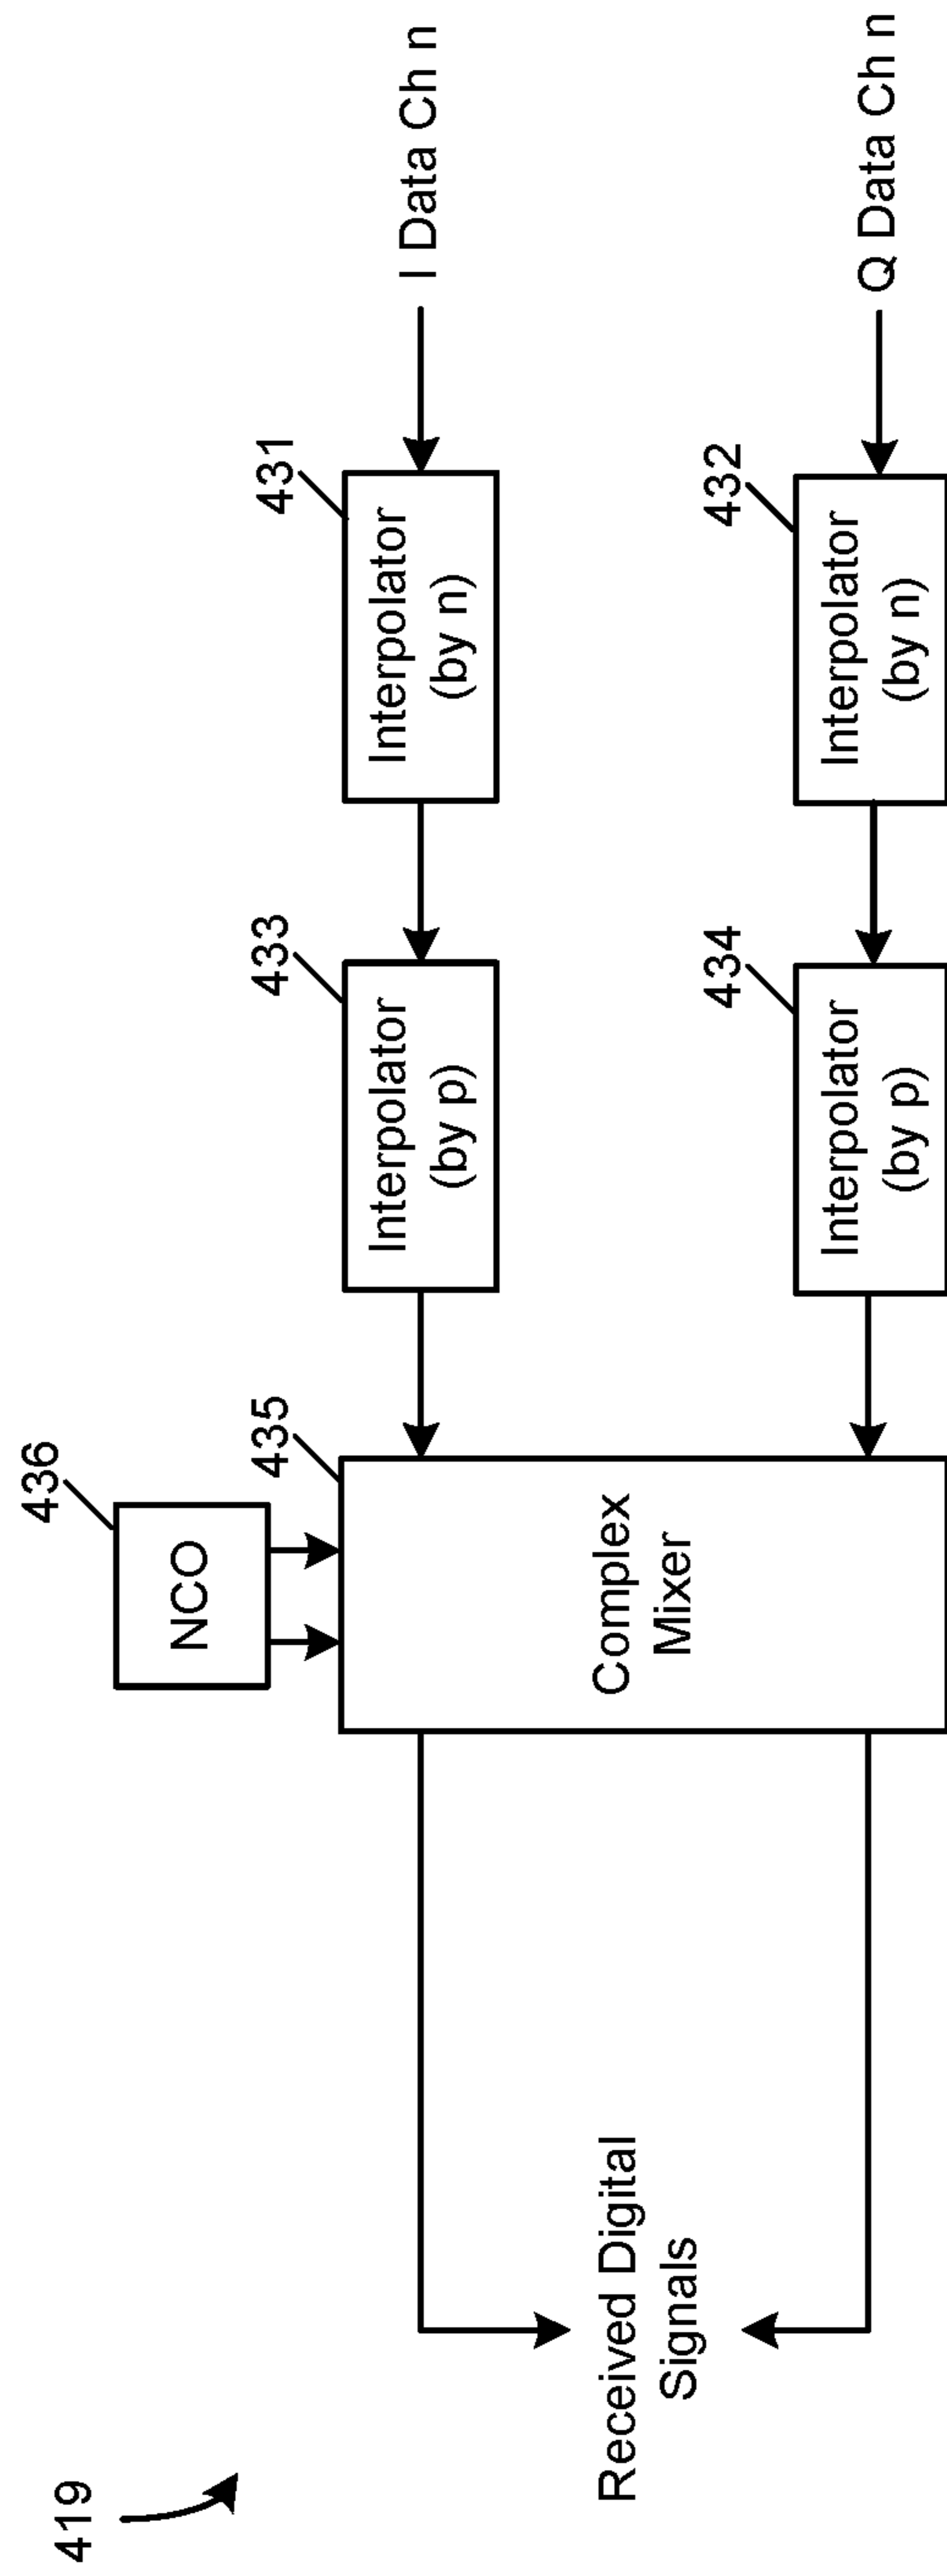 419
436
NCO
435
433
431
Complex
Mixer
Interpolator
(by p)
Interpolator
(by n)
I Data Ch n
Received Digital
Signals
434
432
Interpolator
(by p)
Interpolator
(by n)
Q Data Ch n